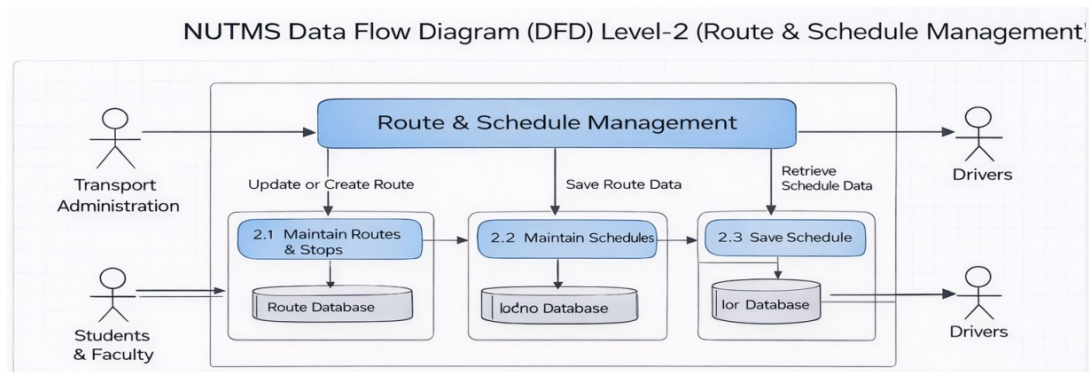 NUTMS Data Flow Diagram (DFD) Level-2 (Route & Schedule Management)
Route & Schedule Management
Transport
Administration
Drivers
Update or Create Route
Save Route Data
Retrieve
Schedule Data
2.1 Maintain Routes
& Stops
2.2 Maintain Schedules
2.3 Save Schedule
Route Database
Database
lor Database
Students
& Faculty
Drivers